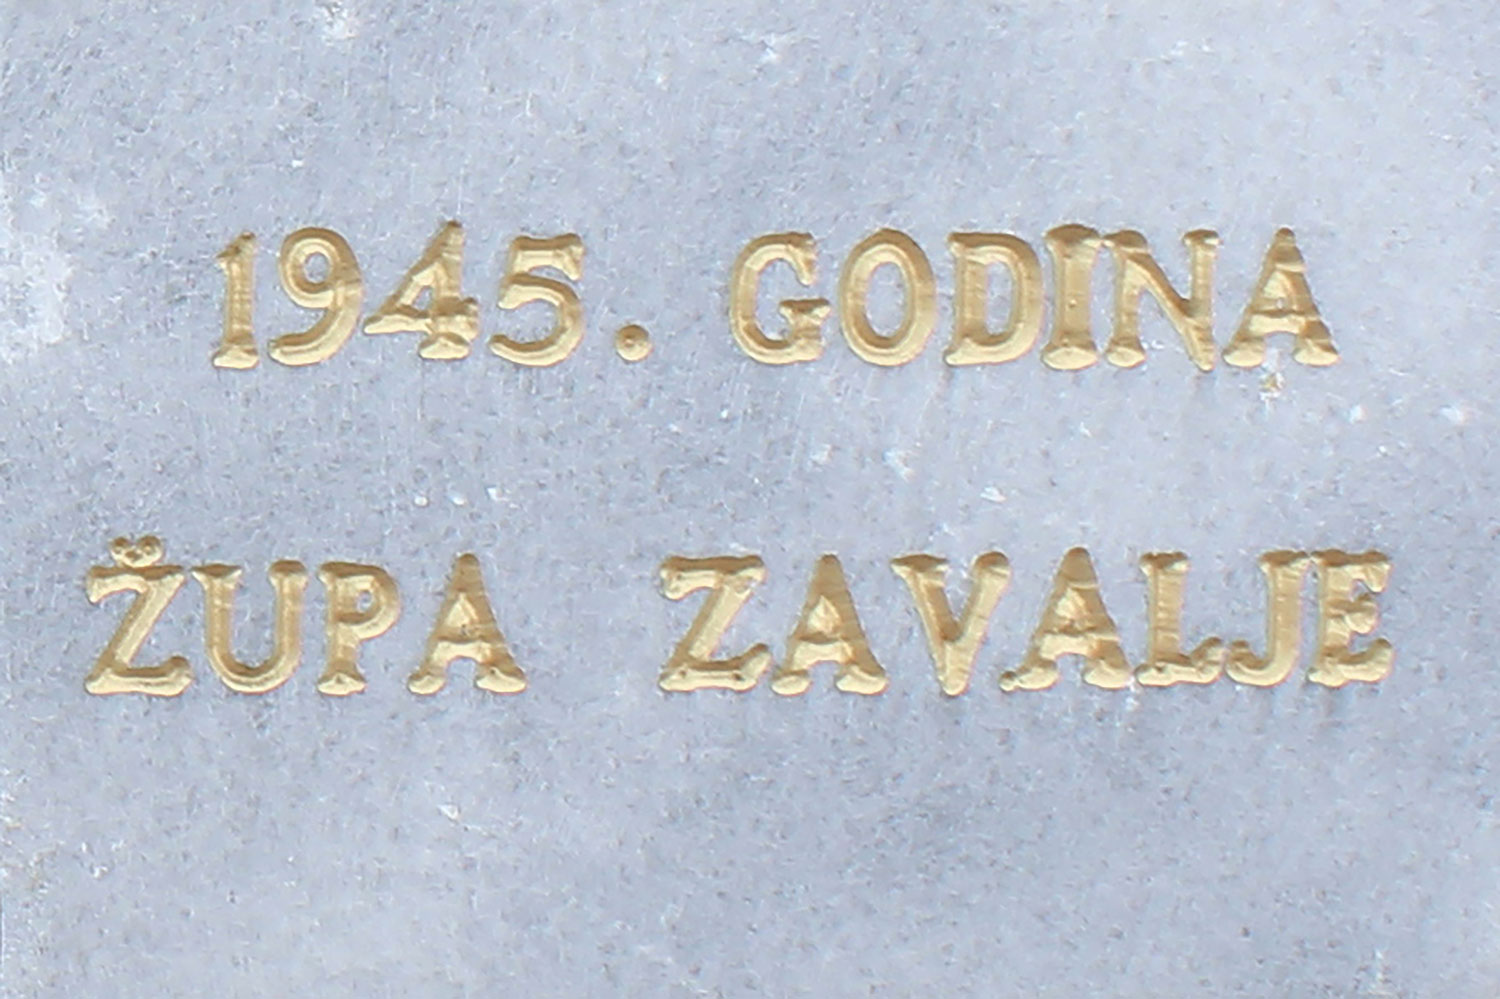 1945. GODINA
ŽUPA ZAVALJE